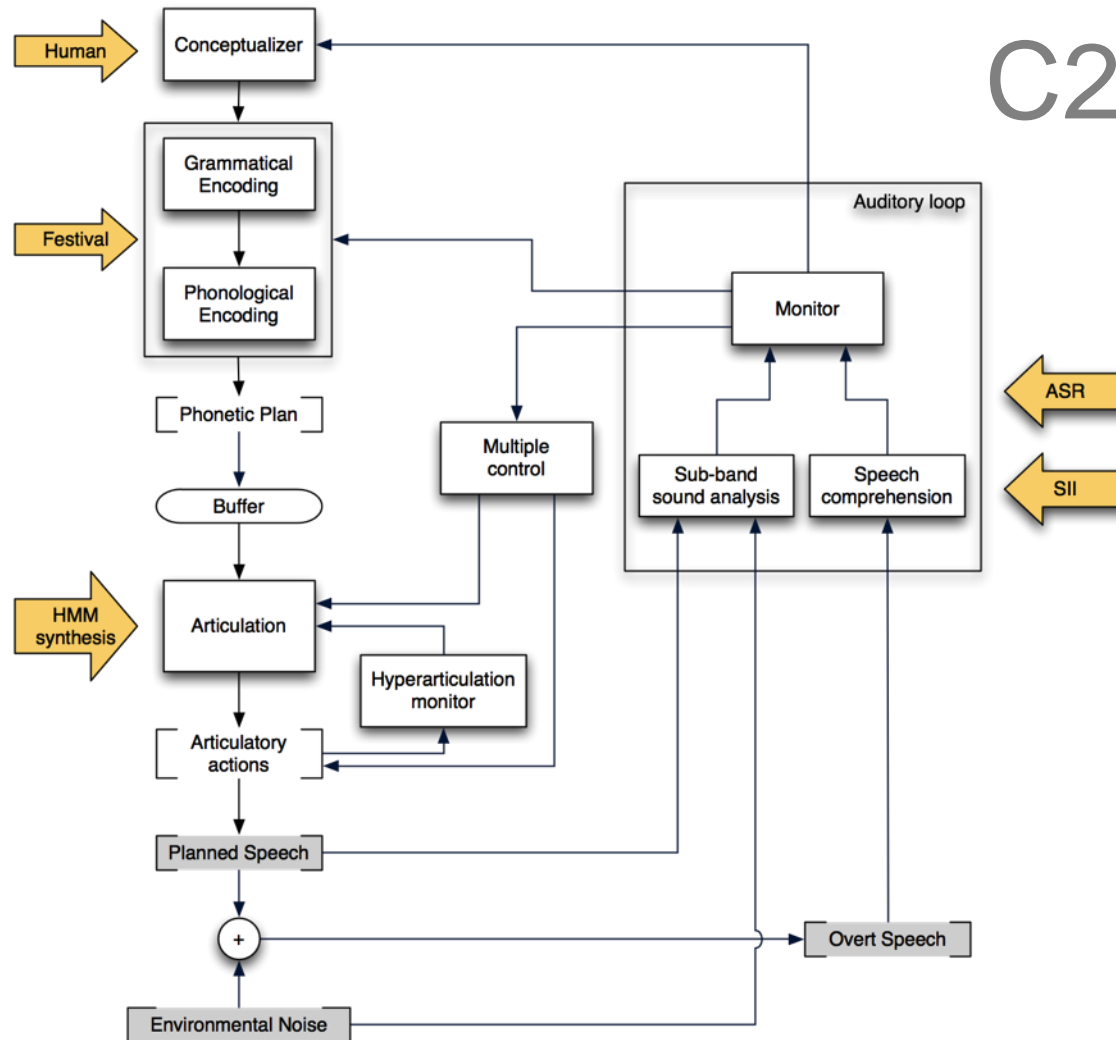 C2
Human
Conceptualizer
Grammatical
Encoding
Festival
Phonological
Encoding
Auditory loop
Monitor
ASR
Phonetic Plan
Multiple
control
Sub-band
sound analysis
Speech
comprehension
SII
Buffer
HMM
synthesis
Articulation
Hyperarticulation
monitor
Articulatory
actions
Planned Speech
+
Overt Speech
Environmental Noise